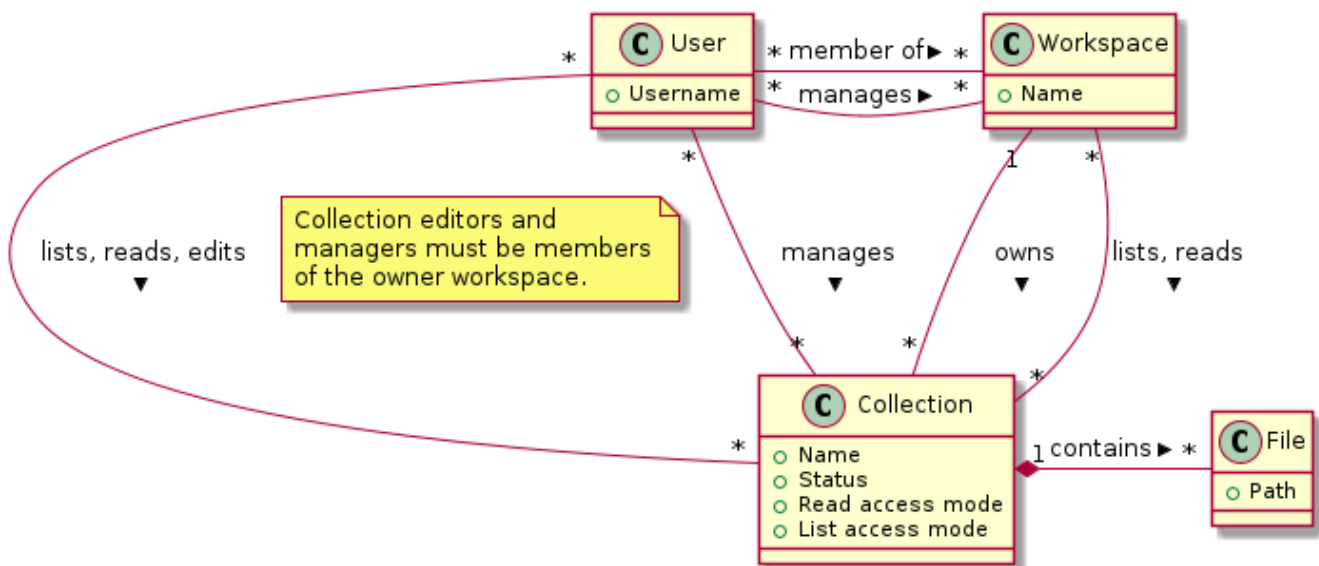 C User
Username
* member of *
* manages *
C Workspace
Name
*
lists, reads, edits
*
Collection editors and
managers must be members
of the owner workspace.
*
manages
*
1
owns
*
*
lists, reads
*
C Collection
Name
Status
Read access mode
List access mode
1 contains *
C File
Path